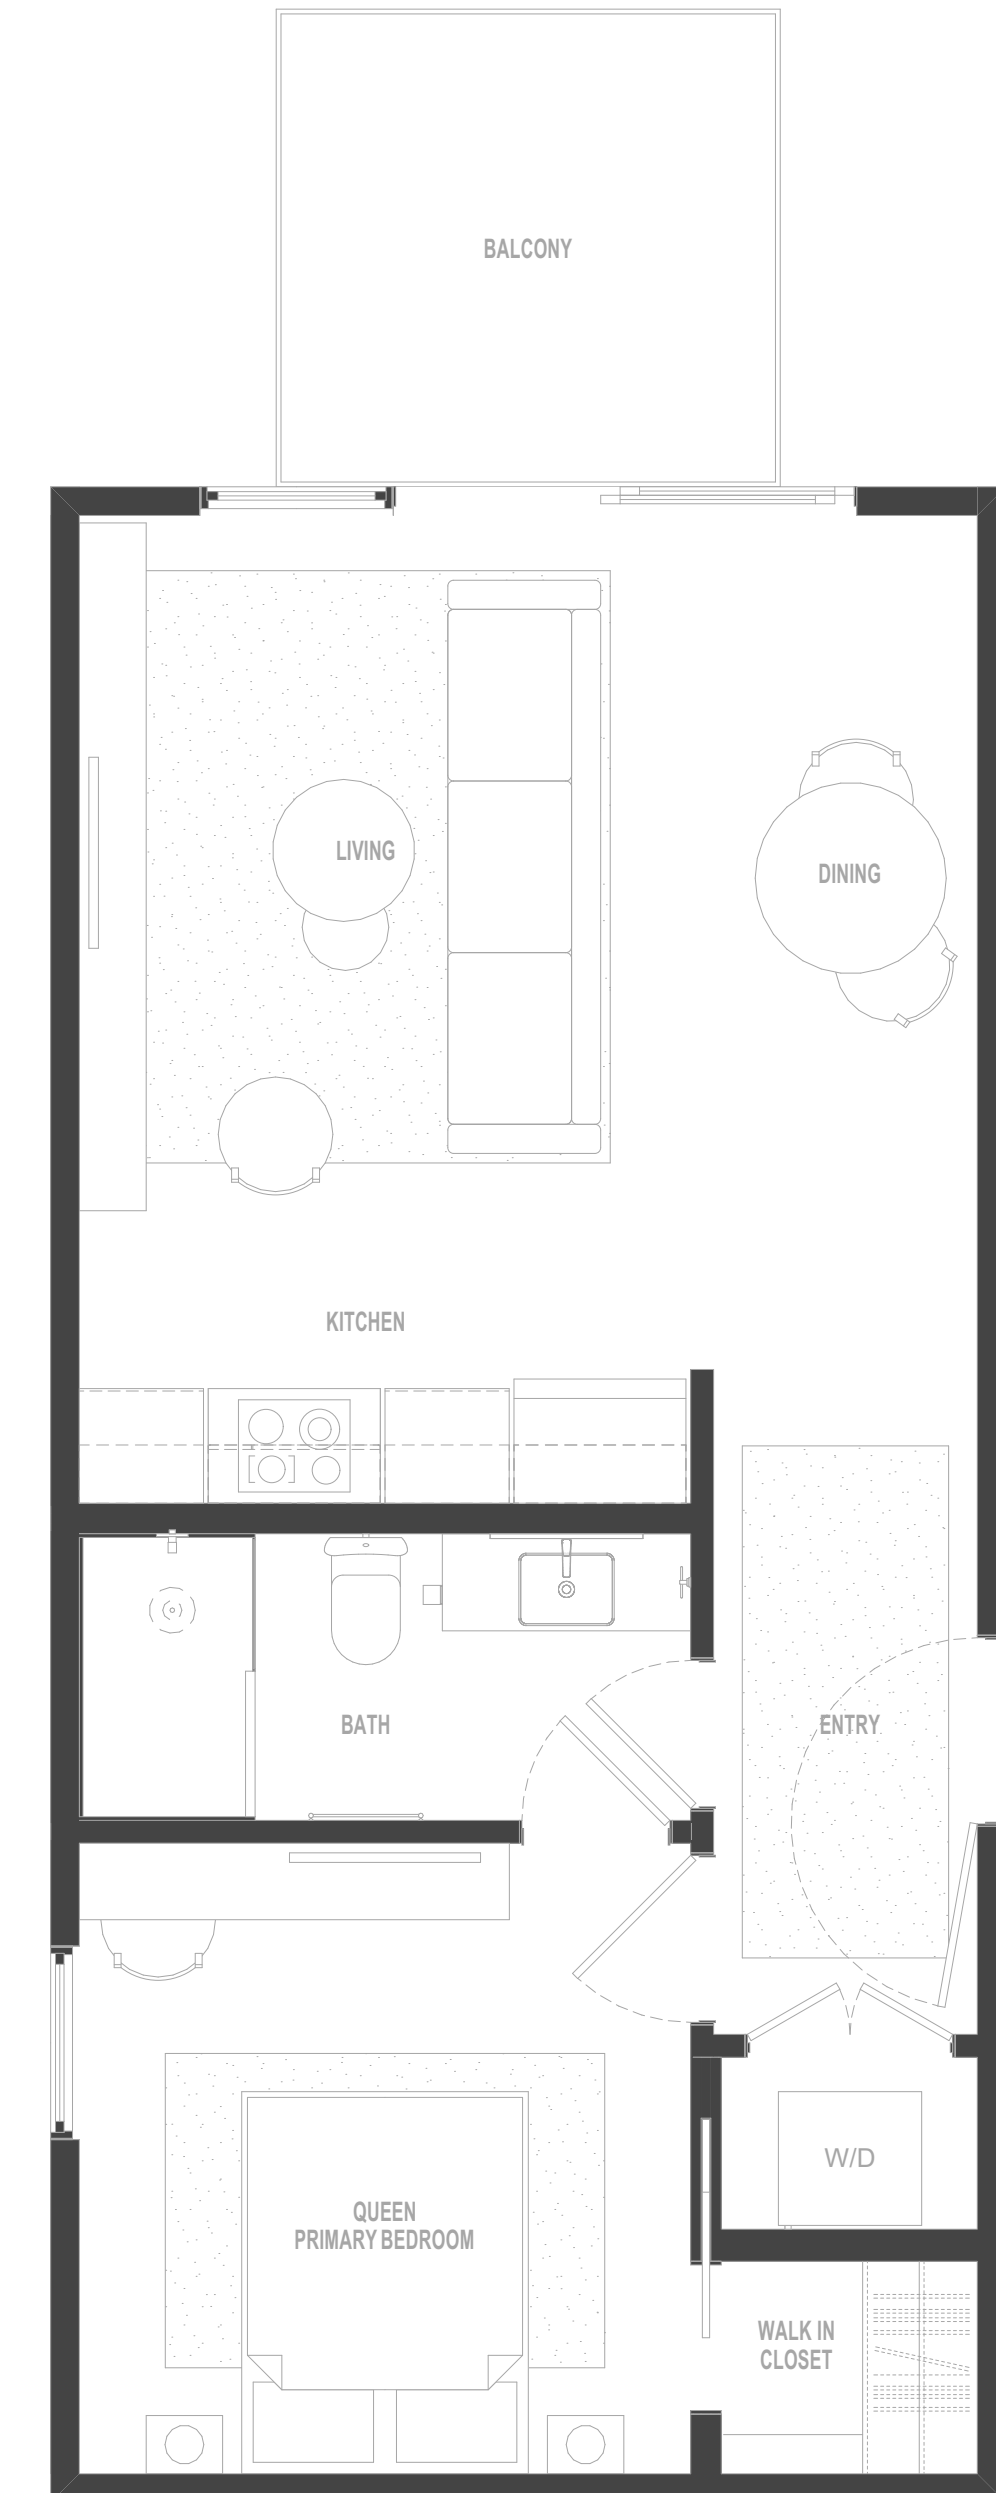 BALCONY
LIVING
DINING
KITCHEN
BATH
ENTRY
W/D
QUEEN
PRIMARY BEDROOM
WALK IN
CLOSET